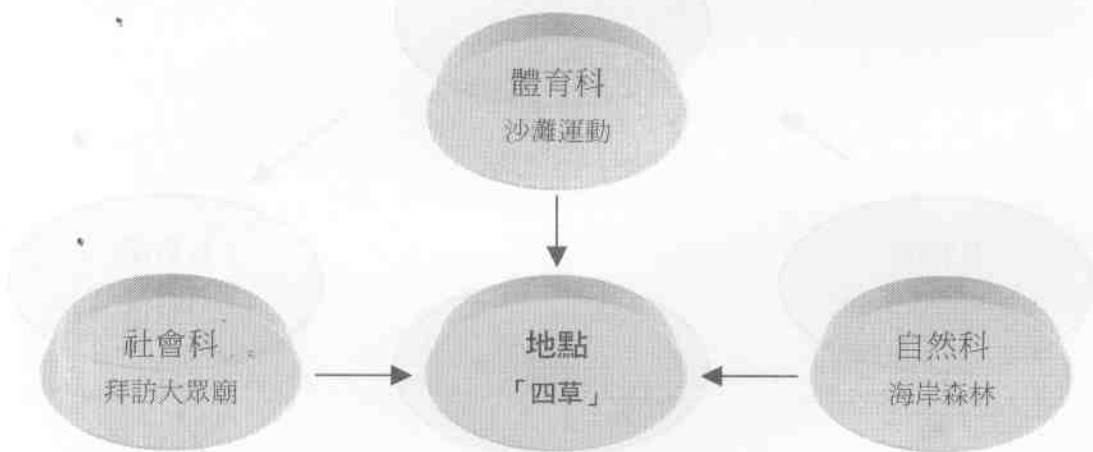 體育科
沙灘運動
社會科
拜訪大眾廟
地點
「四草」
自然科
海岸森林